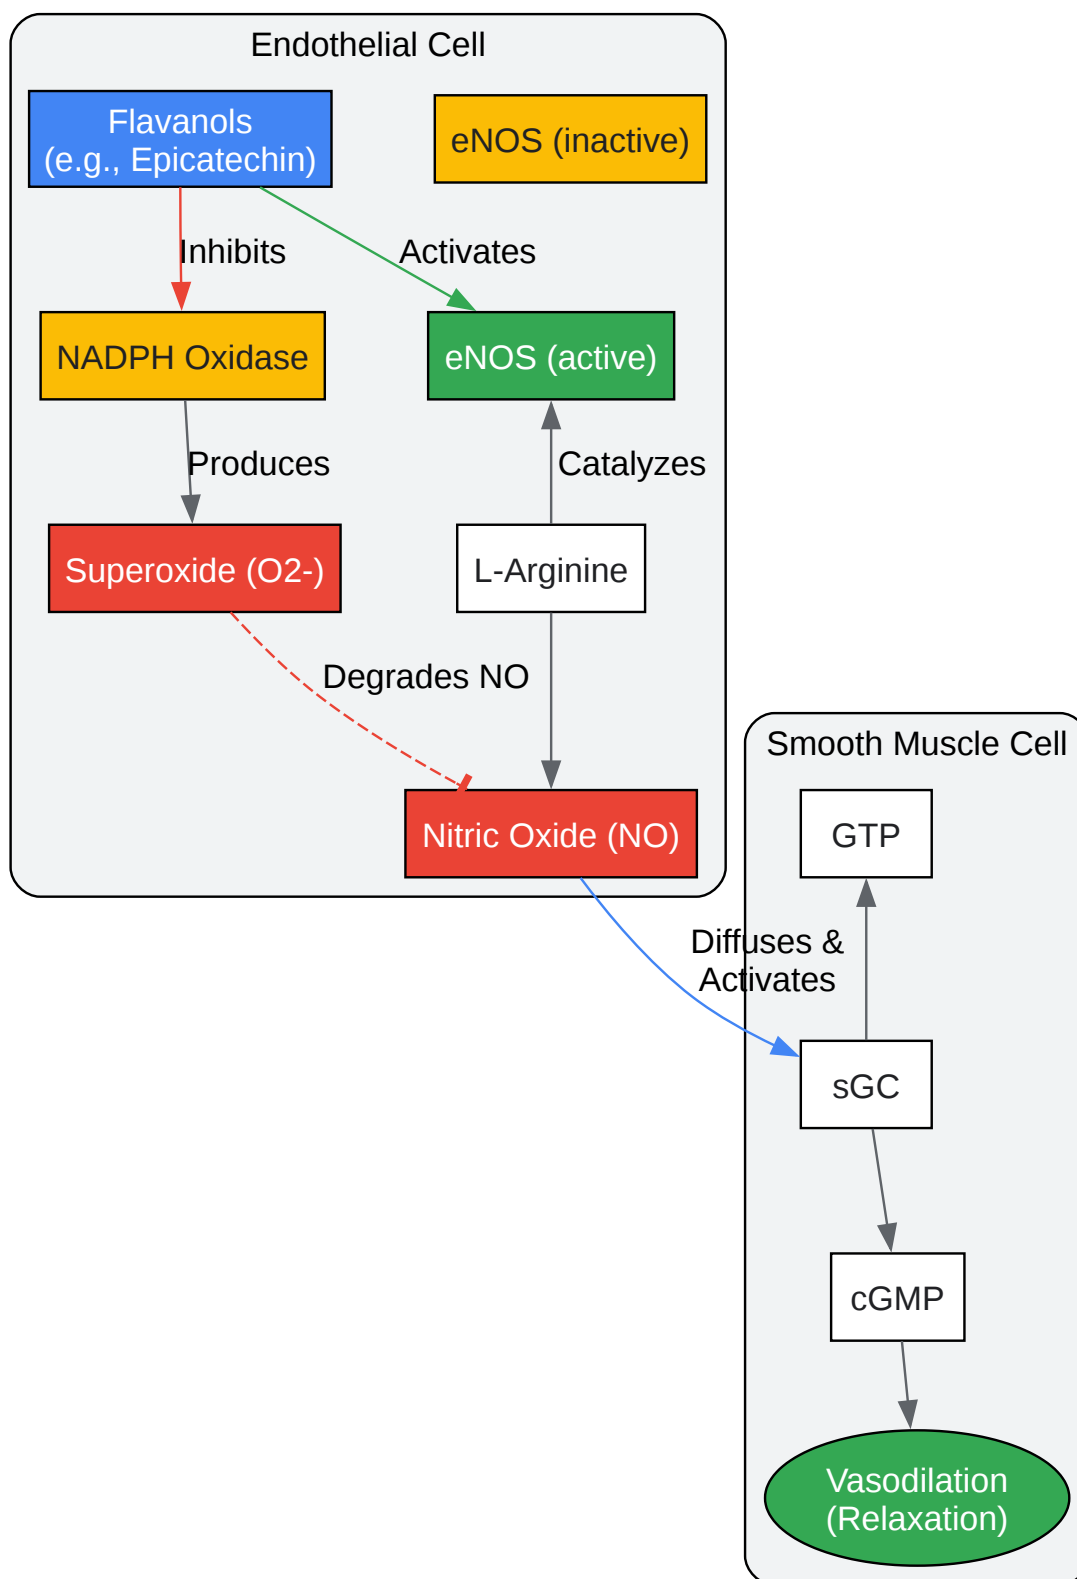 Endothelial Cell
Flavanols
(e.g., Epicatechin)
eNOS (inactive)
Inhibits
Activates
NADPH Oxidase
eNOS (active)
Produces
Catalyzes
Superoxide (O2-)
L-Arginine
Degrades NO
Nitric Oxide (NO)
Smooth Muscle Cell
GTP
Diffuses &
Activates
sGC
cGMP
Vasodilation
(Relaxation)